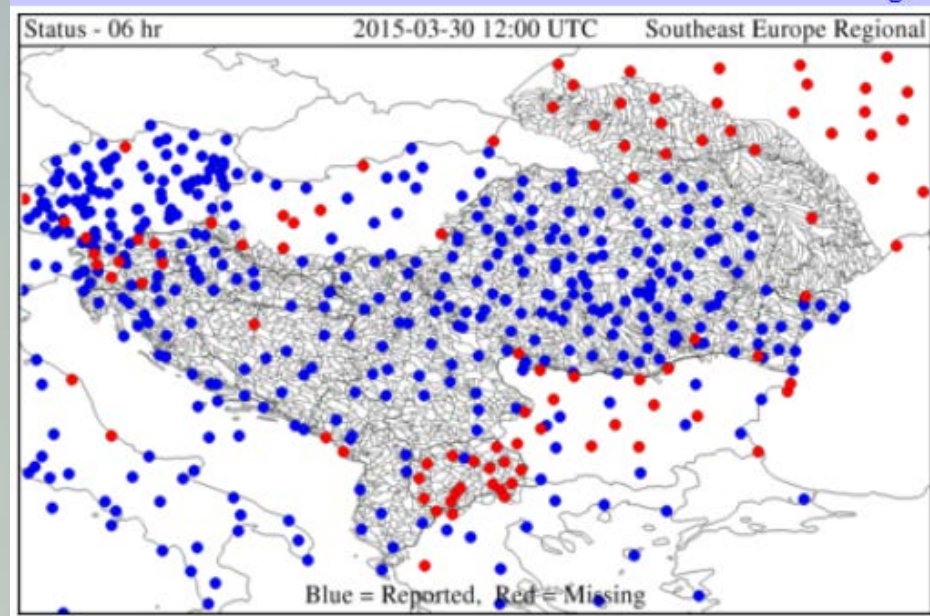 Status - 06 hr 2015-03-30 12:00 UTC Southeast Europe Regional
Blue = Reported, Red = Missing